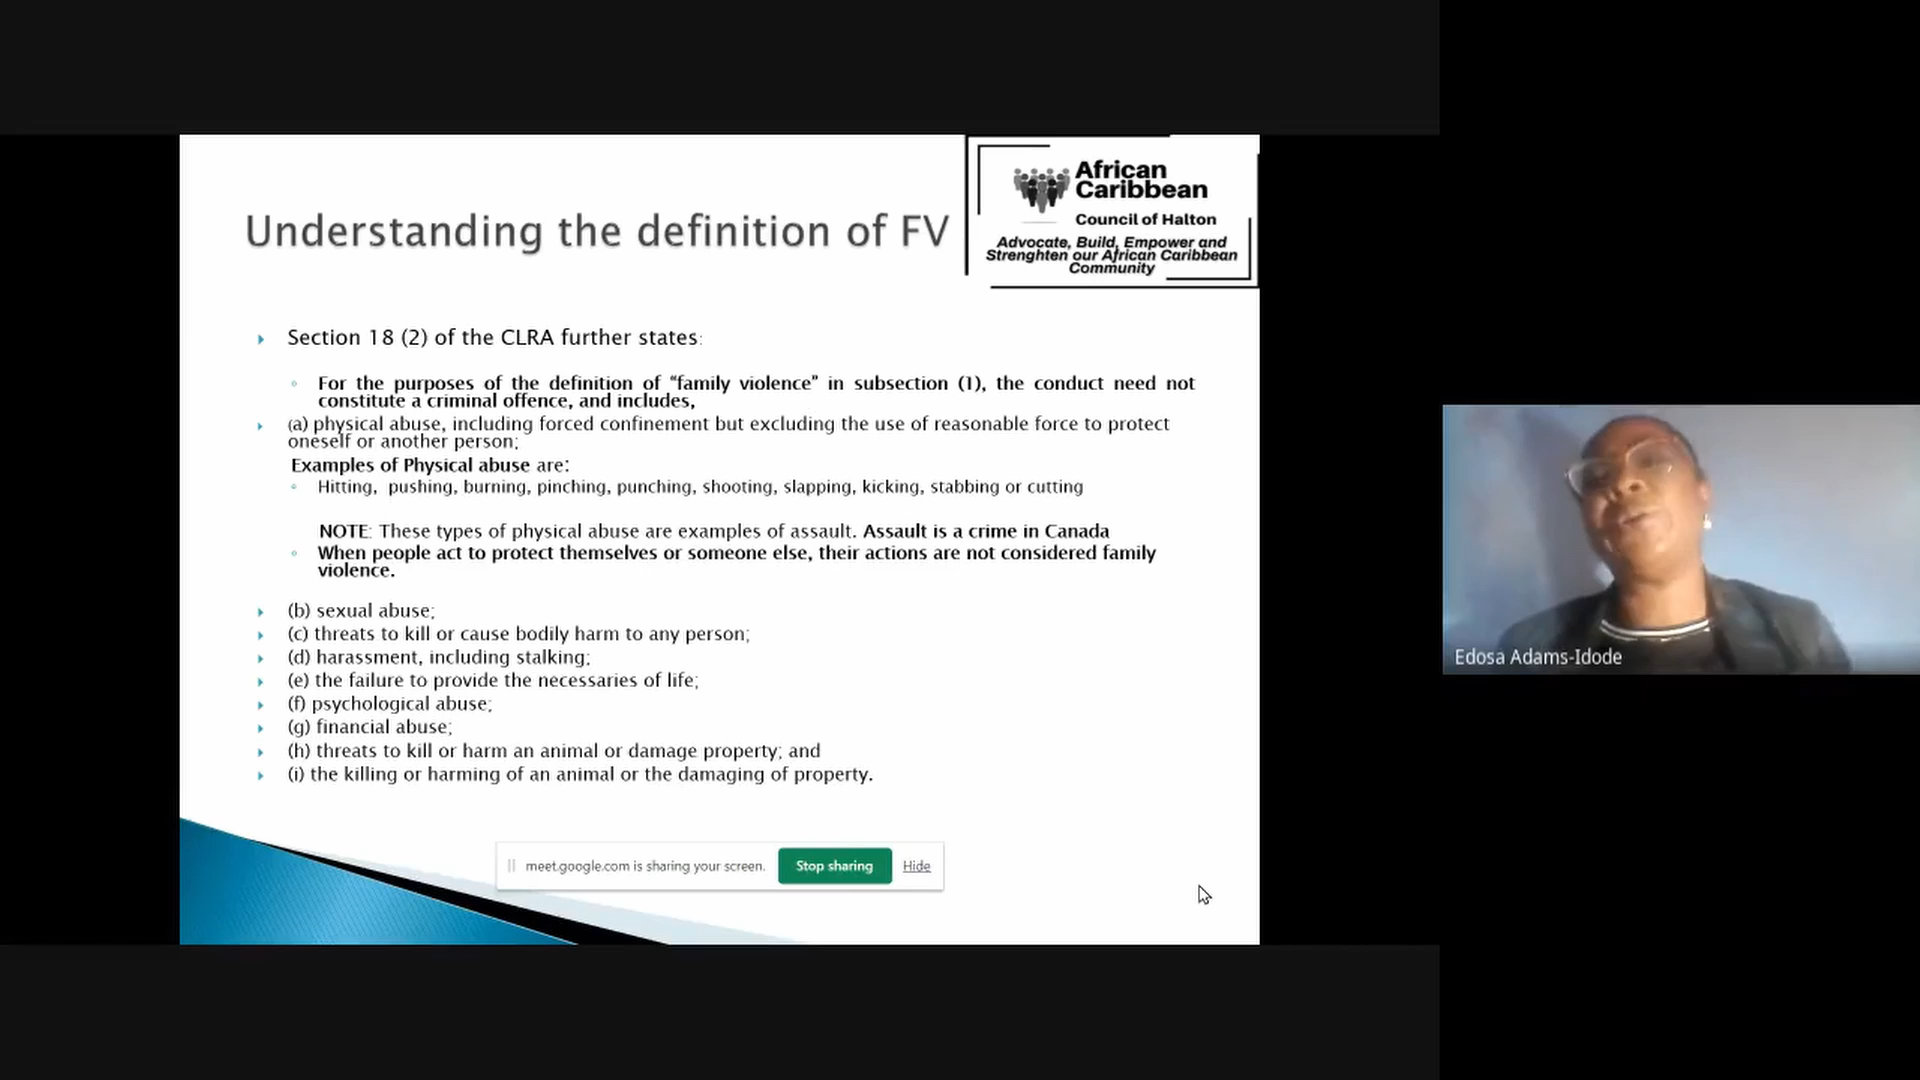 African
Caribbean
Council of Halton
Advocate, Build, Empower and
Strenghten our African Caribbean
Community
Understanding the definition of FV
Section 18 (2) of the CLRA further states:
For the purposes of the definition of “family violence” in subsection (1), the conduct need not
constitute a criminal offence, and includes,
(a) physical abuse, including forced confinement but excluding the use of reasonable force to protect
oneself or another person;
Examples of Physical abuse are:
Hitting, pushing, burning, pinching, punching, shooting, slapping, kicking, stabbing or cutting
NOTE: These types of physical abuse are examples of assault. Assault is a crime in Canada
When people act to protect themselves or someone else, their actions are not considered family
violence.
(b) sexual abuse;
(c) threats to kill or cause bodily harm to any person;
(d) harassment, including stalking;
(e) the failure to provide the necessaries of life;
(f) psychological abuse;
(g) financial abuse;
(h) threats to kill or harm an animal or damage property; and
(i) the killing or harming of an animal or the damaging of property.
meet.google.com is sharing your screen. Stop sharing Hide
Edosa Adams-Idode